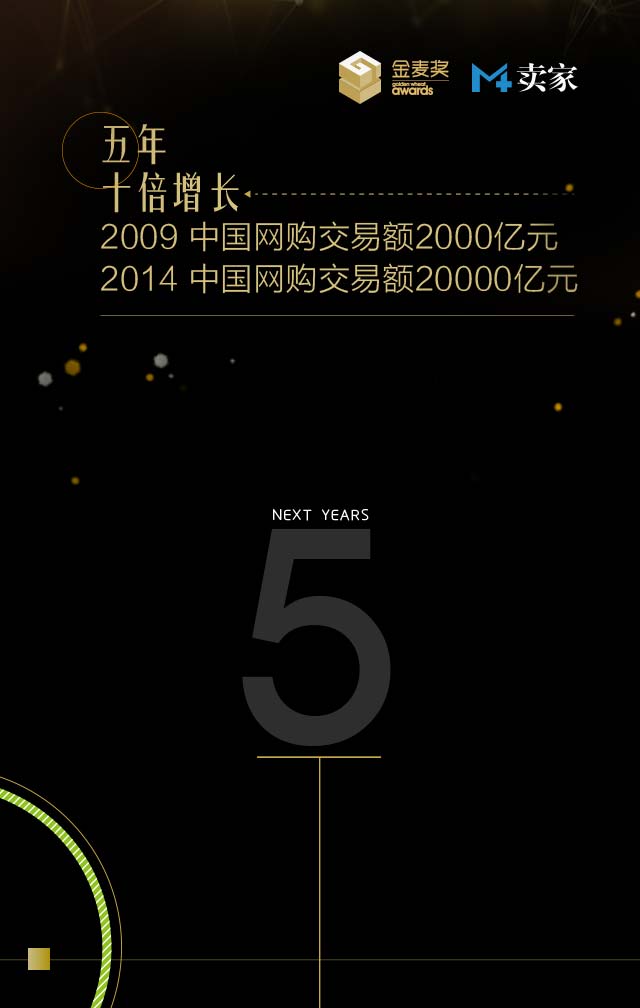 金麦奖
golden wheat
awards
M4卖家
五年
十倍增长
2009 中国网购交易额2000亿元
2014 中国网购交易额20000亿元
NEXT YEARS
5